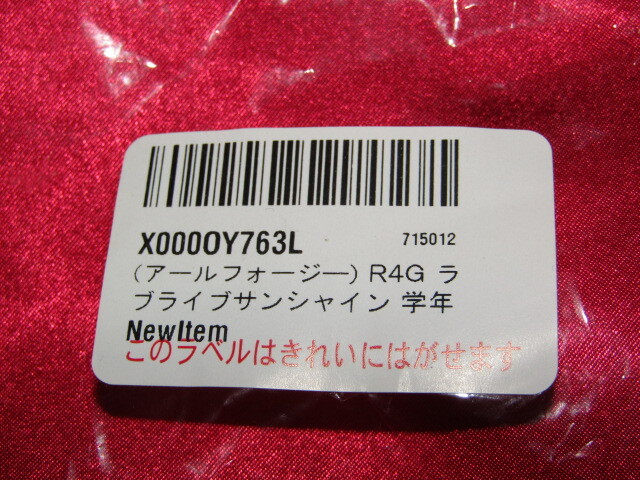 X000OY763L 715012
(アールフォージー) R4G ラ
ブライブサンシャイン 学年
NewItem
このラベルはきれいにはがせます